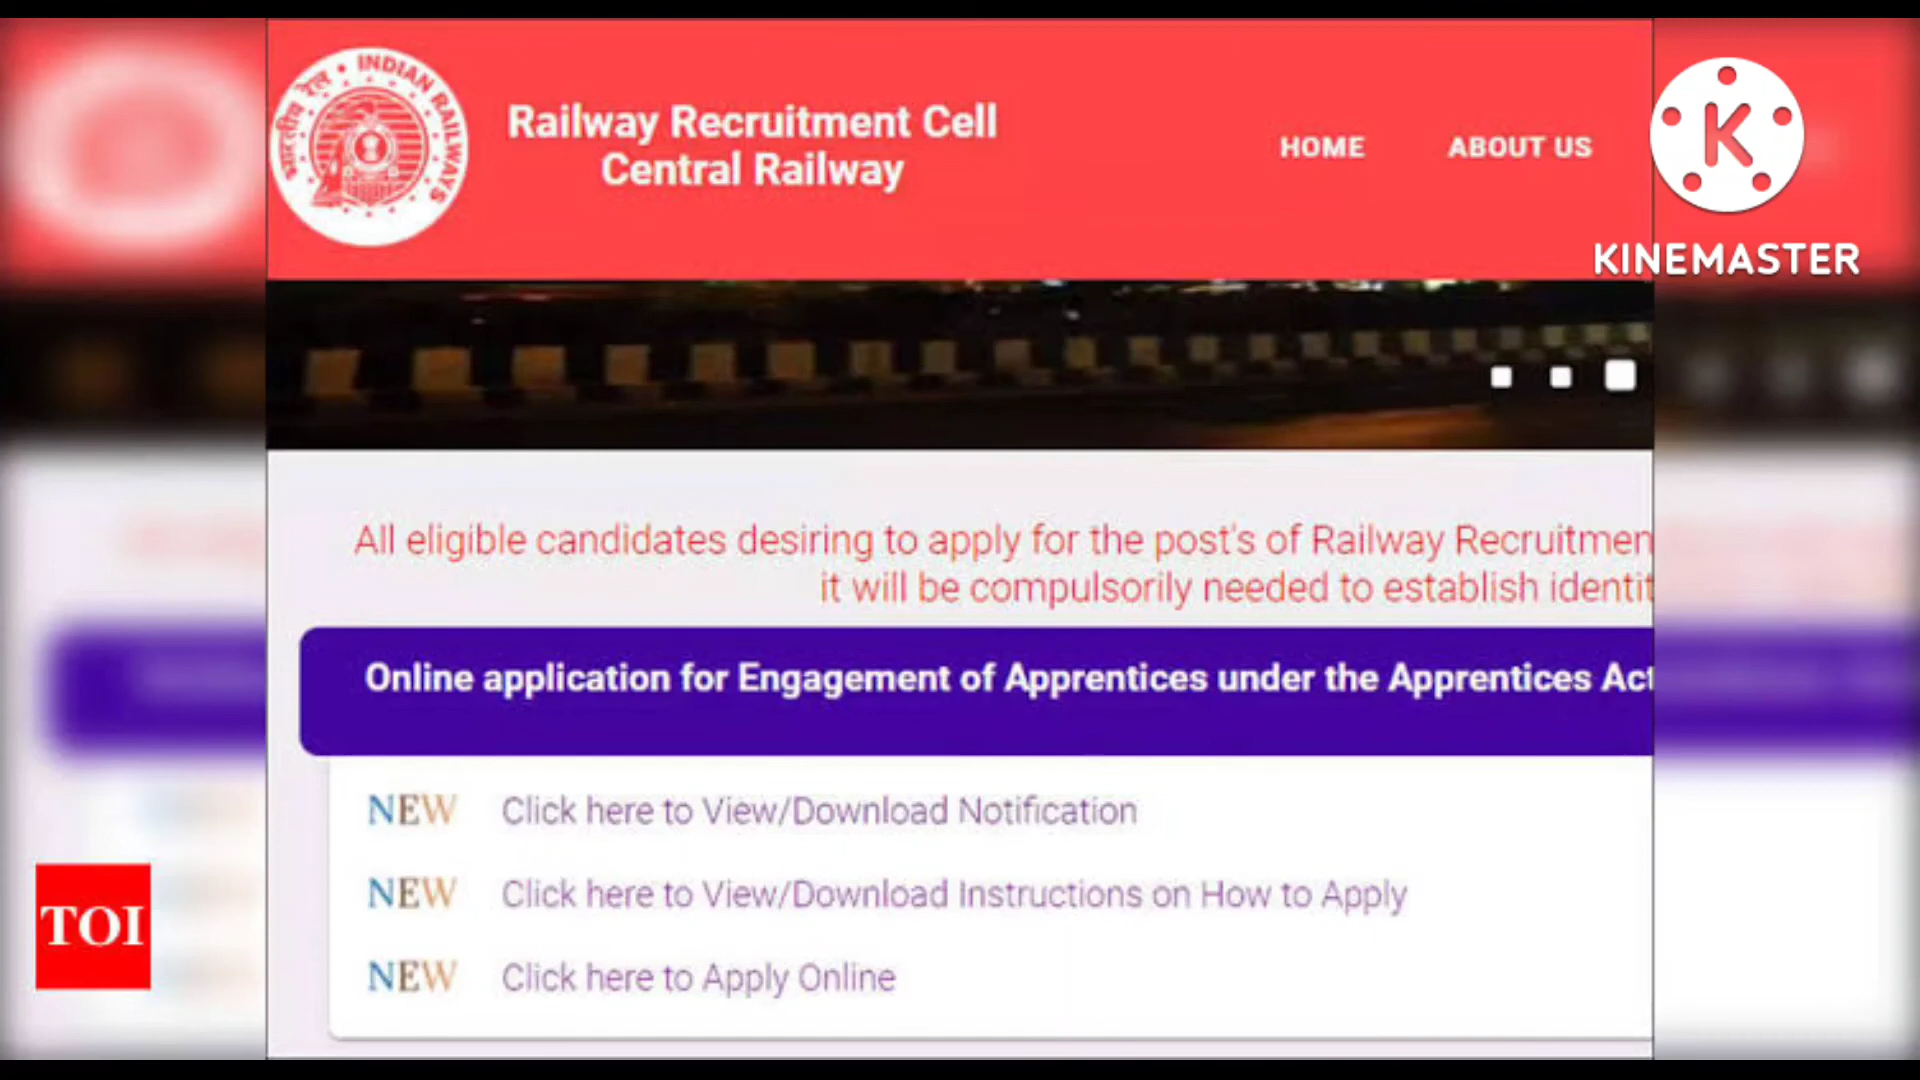 भारतीय रेल • INDIAN RAILWAYS
Railway Recruitment Cell
Central Railway
HOME
ABOUT US
K
KINEMASTER
All eligible candidates desiring to apply for the post's of Railway Recruitmen
it will be compulsorily needed to establish identit
Online application for Engagement of Apprentices under the Apprentices Act
NEW Click here to View/Download Notification
NEW Click here to View/Download Instructions on How to Apply
NEW Click here to Apply Online
TOI